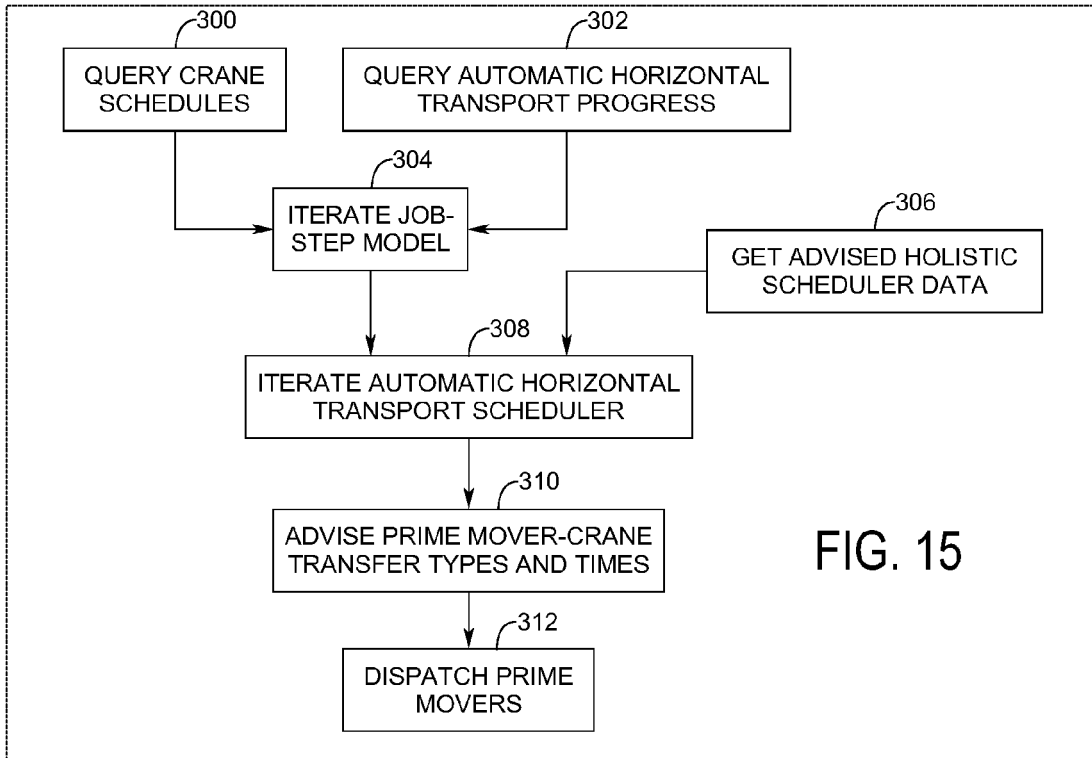 300
QUERY CRANE
SCHEDULES
302
QUERY AUTOMATIC HORIZONTAL
TRANSPORT PROGRESS
304
ITERATE JOB-
STEP MODEL
306
GET ADVISED HOLISTIC
SCHEDULER DATA
308
ITERATE AUTOMATIC HORIZONTAL
TRANSPORT SCHEDULER
310
ADVISE PRIME MOVER-CRANE
TRANSFER TYPES AND TIMES
312
DISPATCH PRIME
MOVERS
FIG. 15